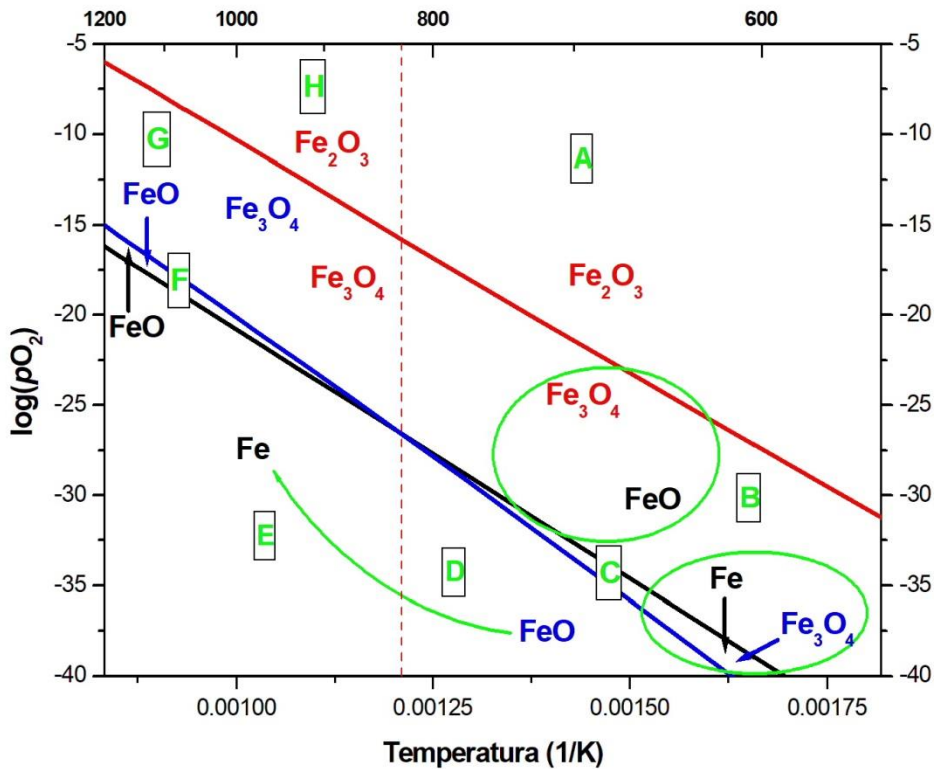 1200 1000 800 600
-5 -5
H
G
Fe₂O₃
A
-10 -10
FeO
Fe₃O₄
-15 -15
F
Fe₃O₄
Fe₂O₃
FeO
-20 -20
log(pO₂)
Fe₃O₄
-25 -25
Fe
FeO
B
-30 -30
E
D
C
-35 -35
Fe
FeO
Fe₃O₄
-40 -40
0.00100 0.00125 0.00150 0.00175
Temperatura (1/K)